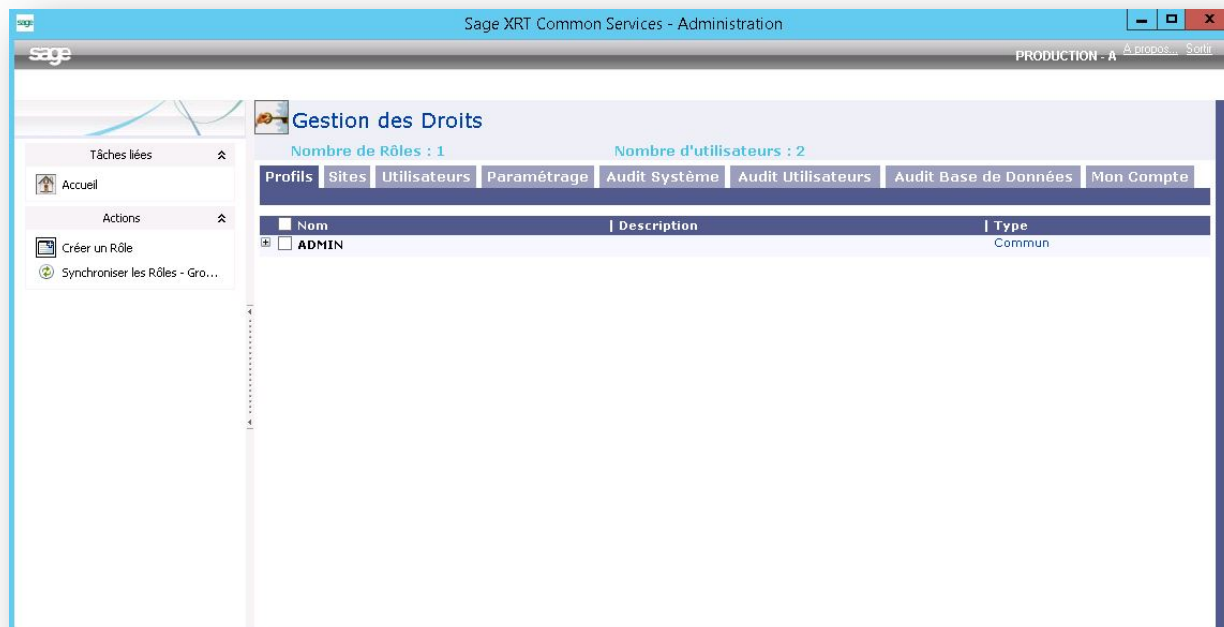 sage
Sage XRT Common Services - Administration
sage
PRODUCTION - A
A propos... Sortir
Gestion des Droits
Nombre de Rôles : 1 Nombre d'utilisateurs : 2
Tâches liées
Accueil
Actions
Créer un Rôle
Synchroniser les Rôles - Gro...
Profils Sites Utilisateurs Paramétrage Audit Système Audit Utilisateurs Audit Base de Données Mon Compte
Nom | Description | Type
ADMIN Commun